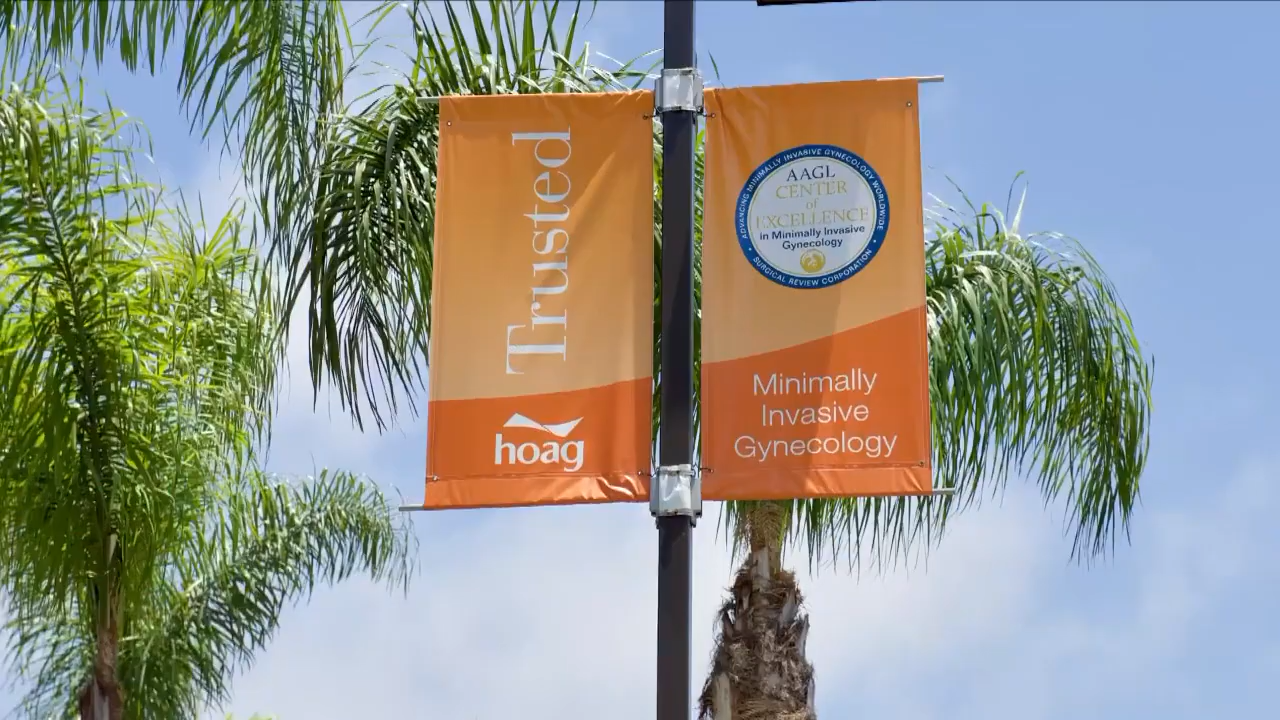 Trusted
hoag
ADVANCING MINIMALLY INVASIVE GYNECOLOGY WORLDWIDE
AAGL
CENTER
of
EXCELLENCE
in Minimally Invasive
Gynecology
• SURGICAL REVIEW CORPORATION •
Minimally
Invasive
Gynecology